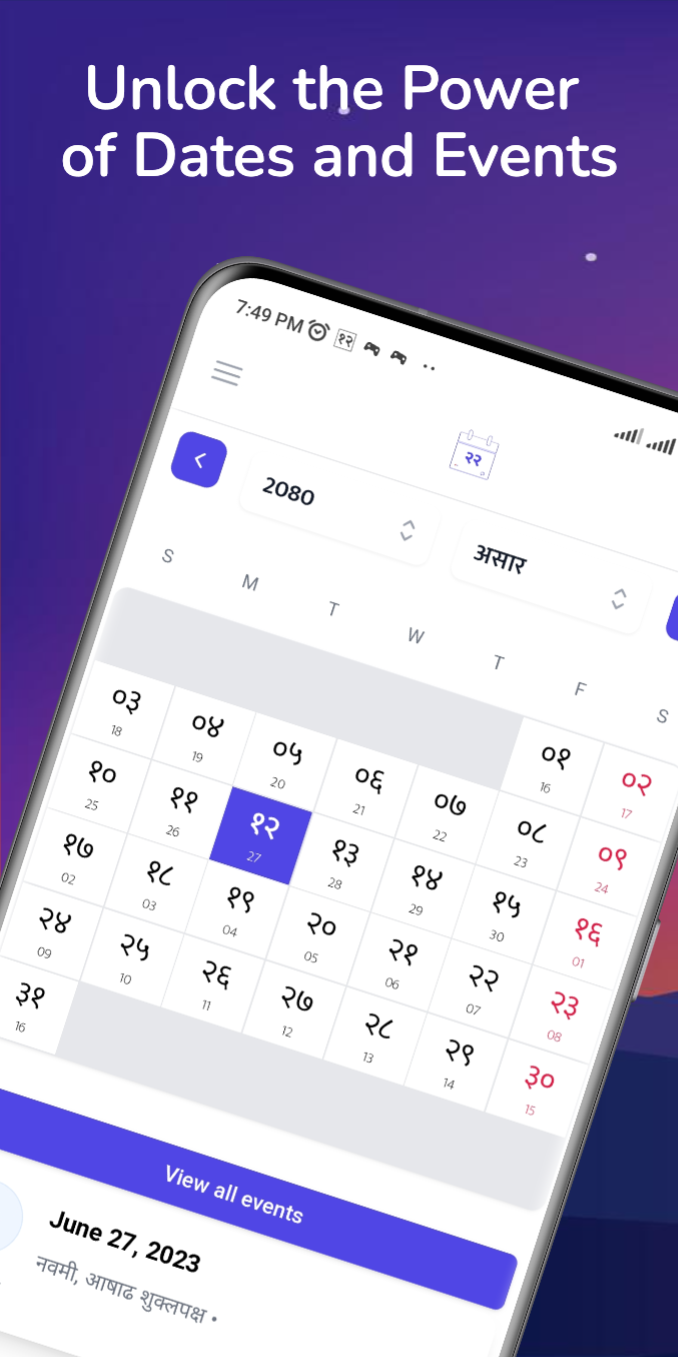 Unlock the Power
of Dates and Events
7:49 PM १२
२२
2080
असार
S M T W T F S
०१ ०२
16 17
०३ ०४ ०५ ०६ ०७ ०८ ०९
18 19 20 21 22 23 24
१० ११ १२ १३ १४ १५ १६
25 26 27 28 29 30 01
१७ १८ १९ २० २१ २२ २३
02 03 04 05 06 07 08
२४ २५ २६ २७ २८ २९ ३०
09 10 11 12 13 14 15
३१
16
View all events
June 27, 2023
नवमी, आषाढ शुक्लपक्ष •